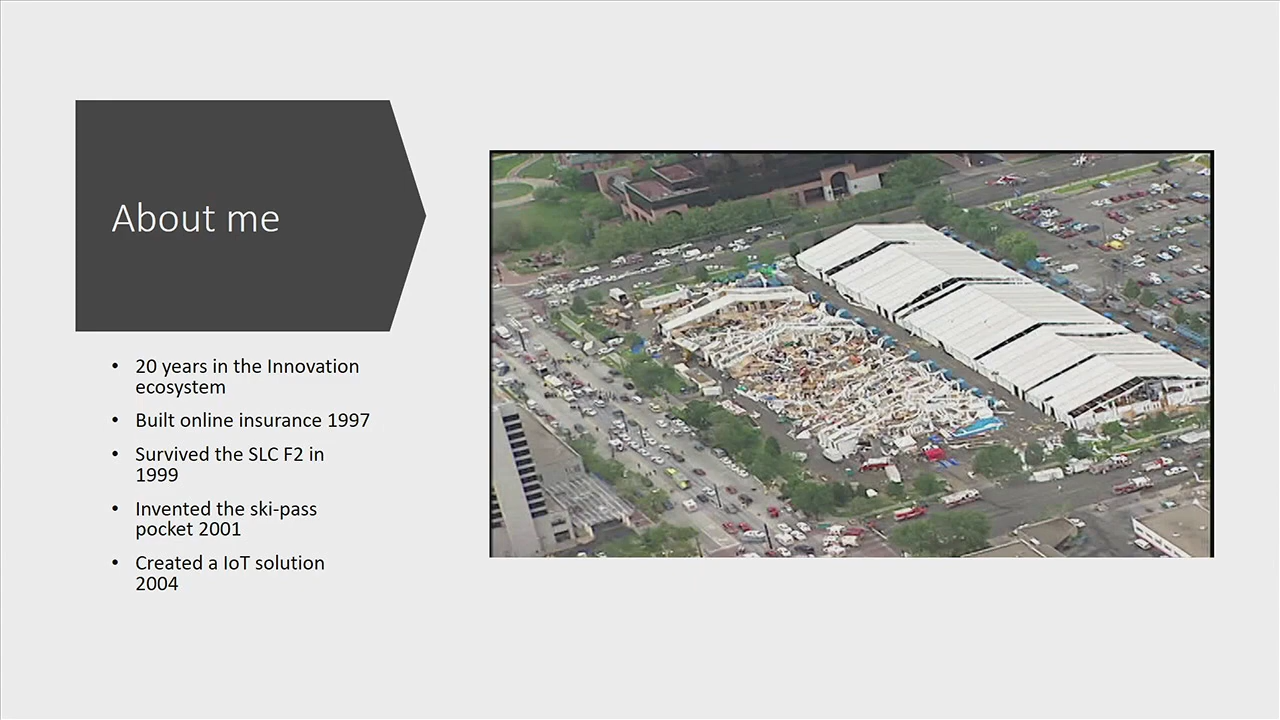 About me
• 20 years in the Innovation
ecosystem
• Built online insurance 1997
• Survived the SLC F2 in
1999
• Invented the ski-pass
pocket 2001
• Created a IoT solution
2004